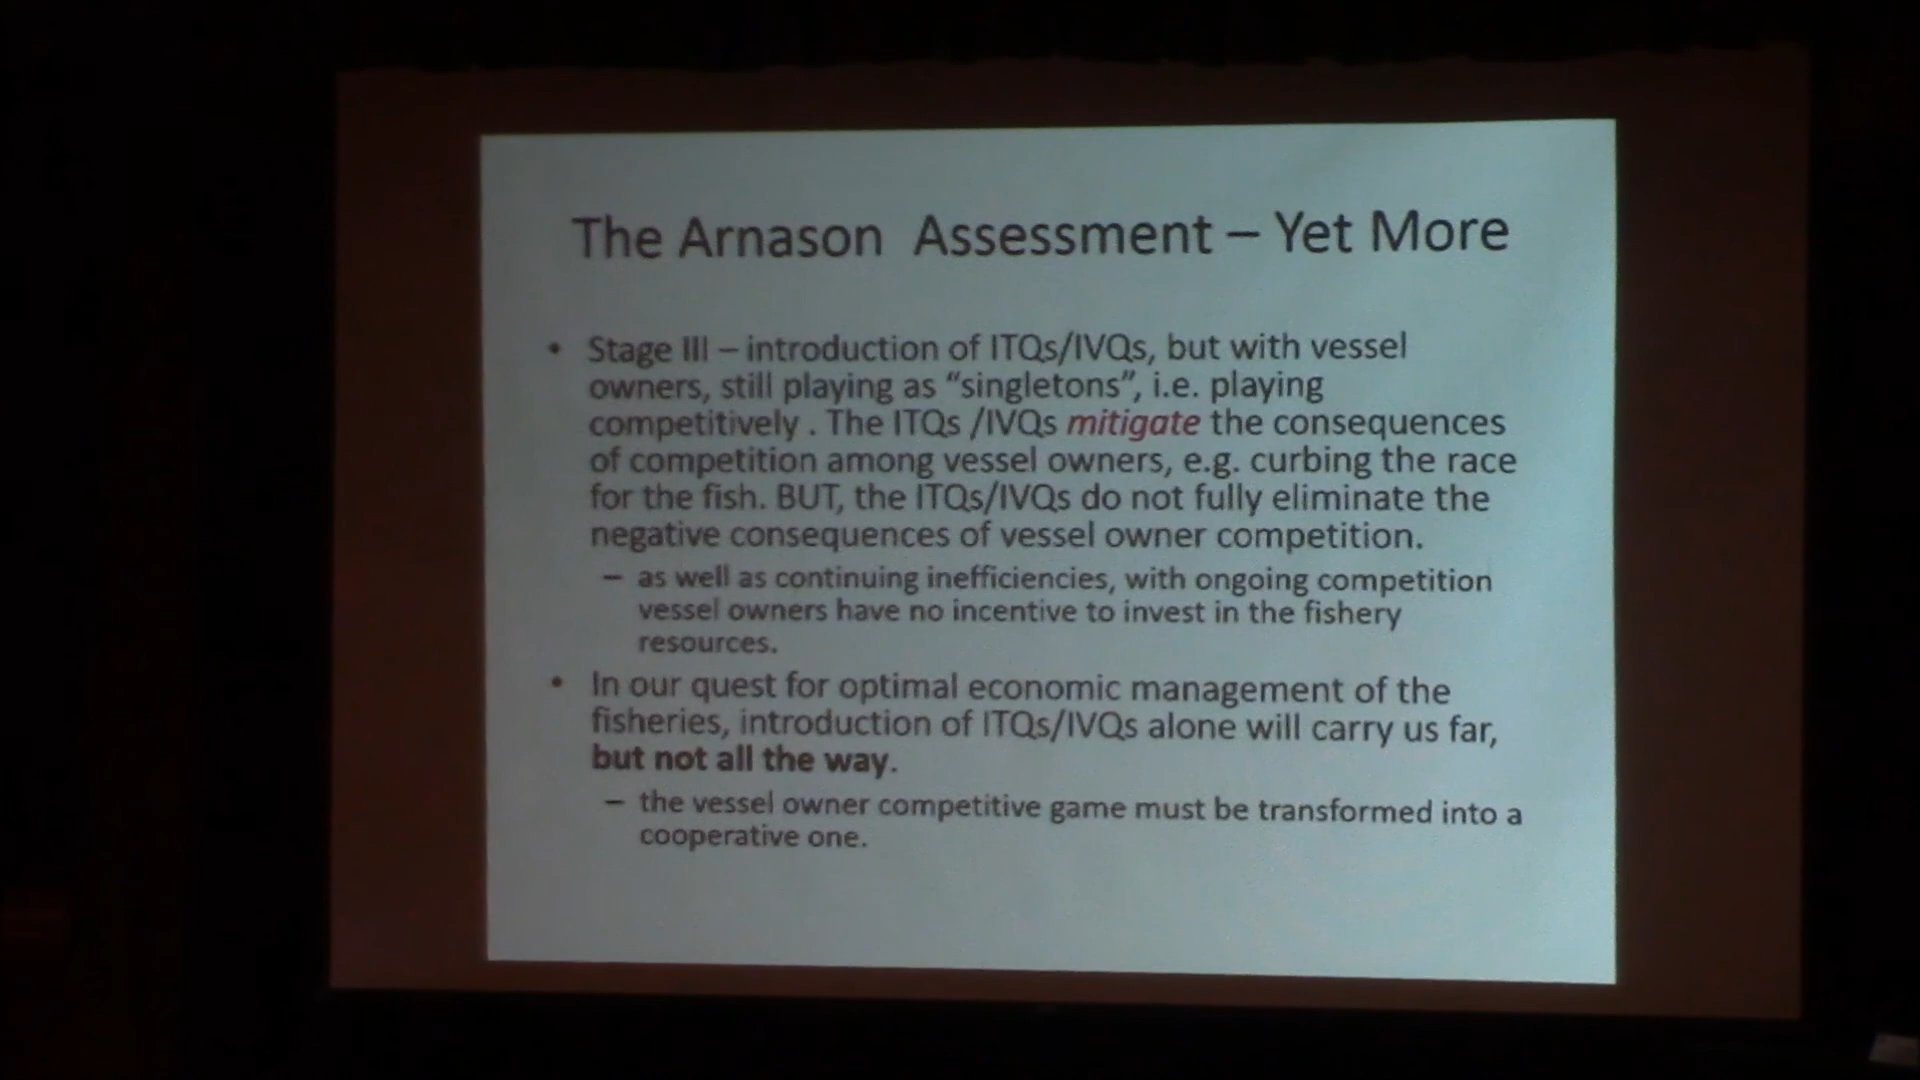 The Arnason Assessment – Yet More
• Stage III – introduction of ITQs/IVQs, but with vessel
owners, still playing as “singletons”, i.e. playing
competitively . The ITQs /IVQs mitigate the consequences
of competition among vessel owners, e.g. curbing the race
for the fish. BUT, the ITQs/IVQs do not fully eliminate the
negative consequences of vessel owner competition.
– as well as continuing inefficiencies, with ongoing competition
vessel owners have no incentive to invest in the fishery
resources.
• In our quest for optimal economic management of the
fisheries, introduction of ITQs/IVQs alone will carry us far,
but not all the way.
– the vessel owner competitive game must be transformed into a
cooperative one.